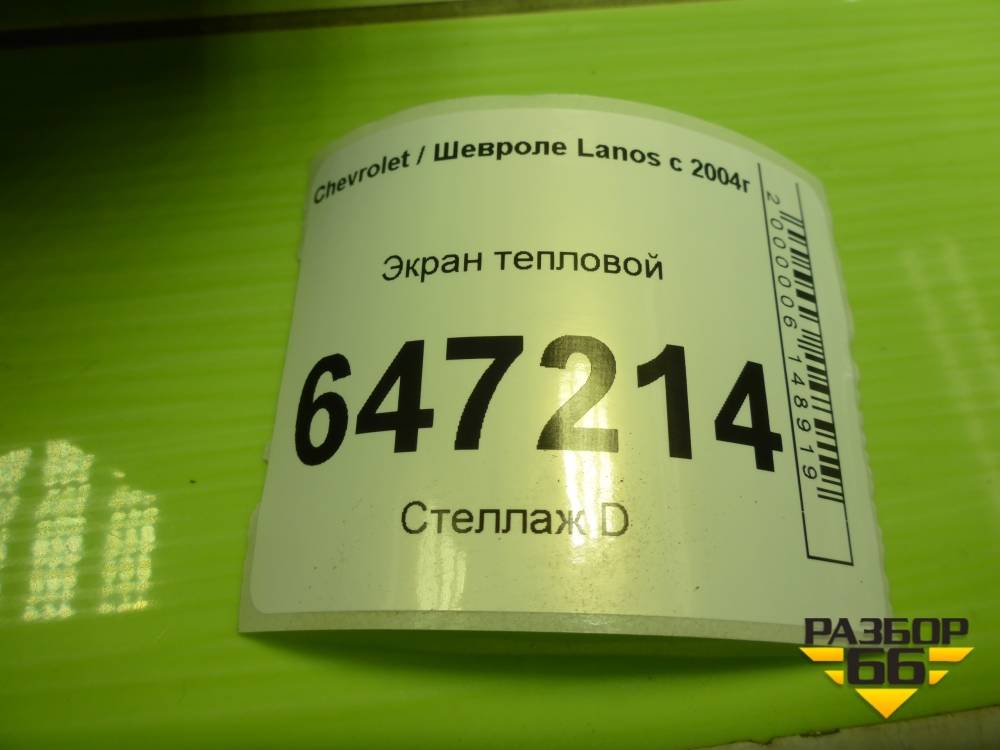 Chevrolet / Шевроле Lanos с 2004г
Экран тепловой
647214
Стеллаж D
2000006148919
РАЗБОР
66